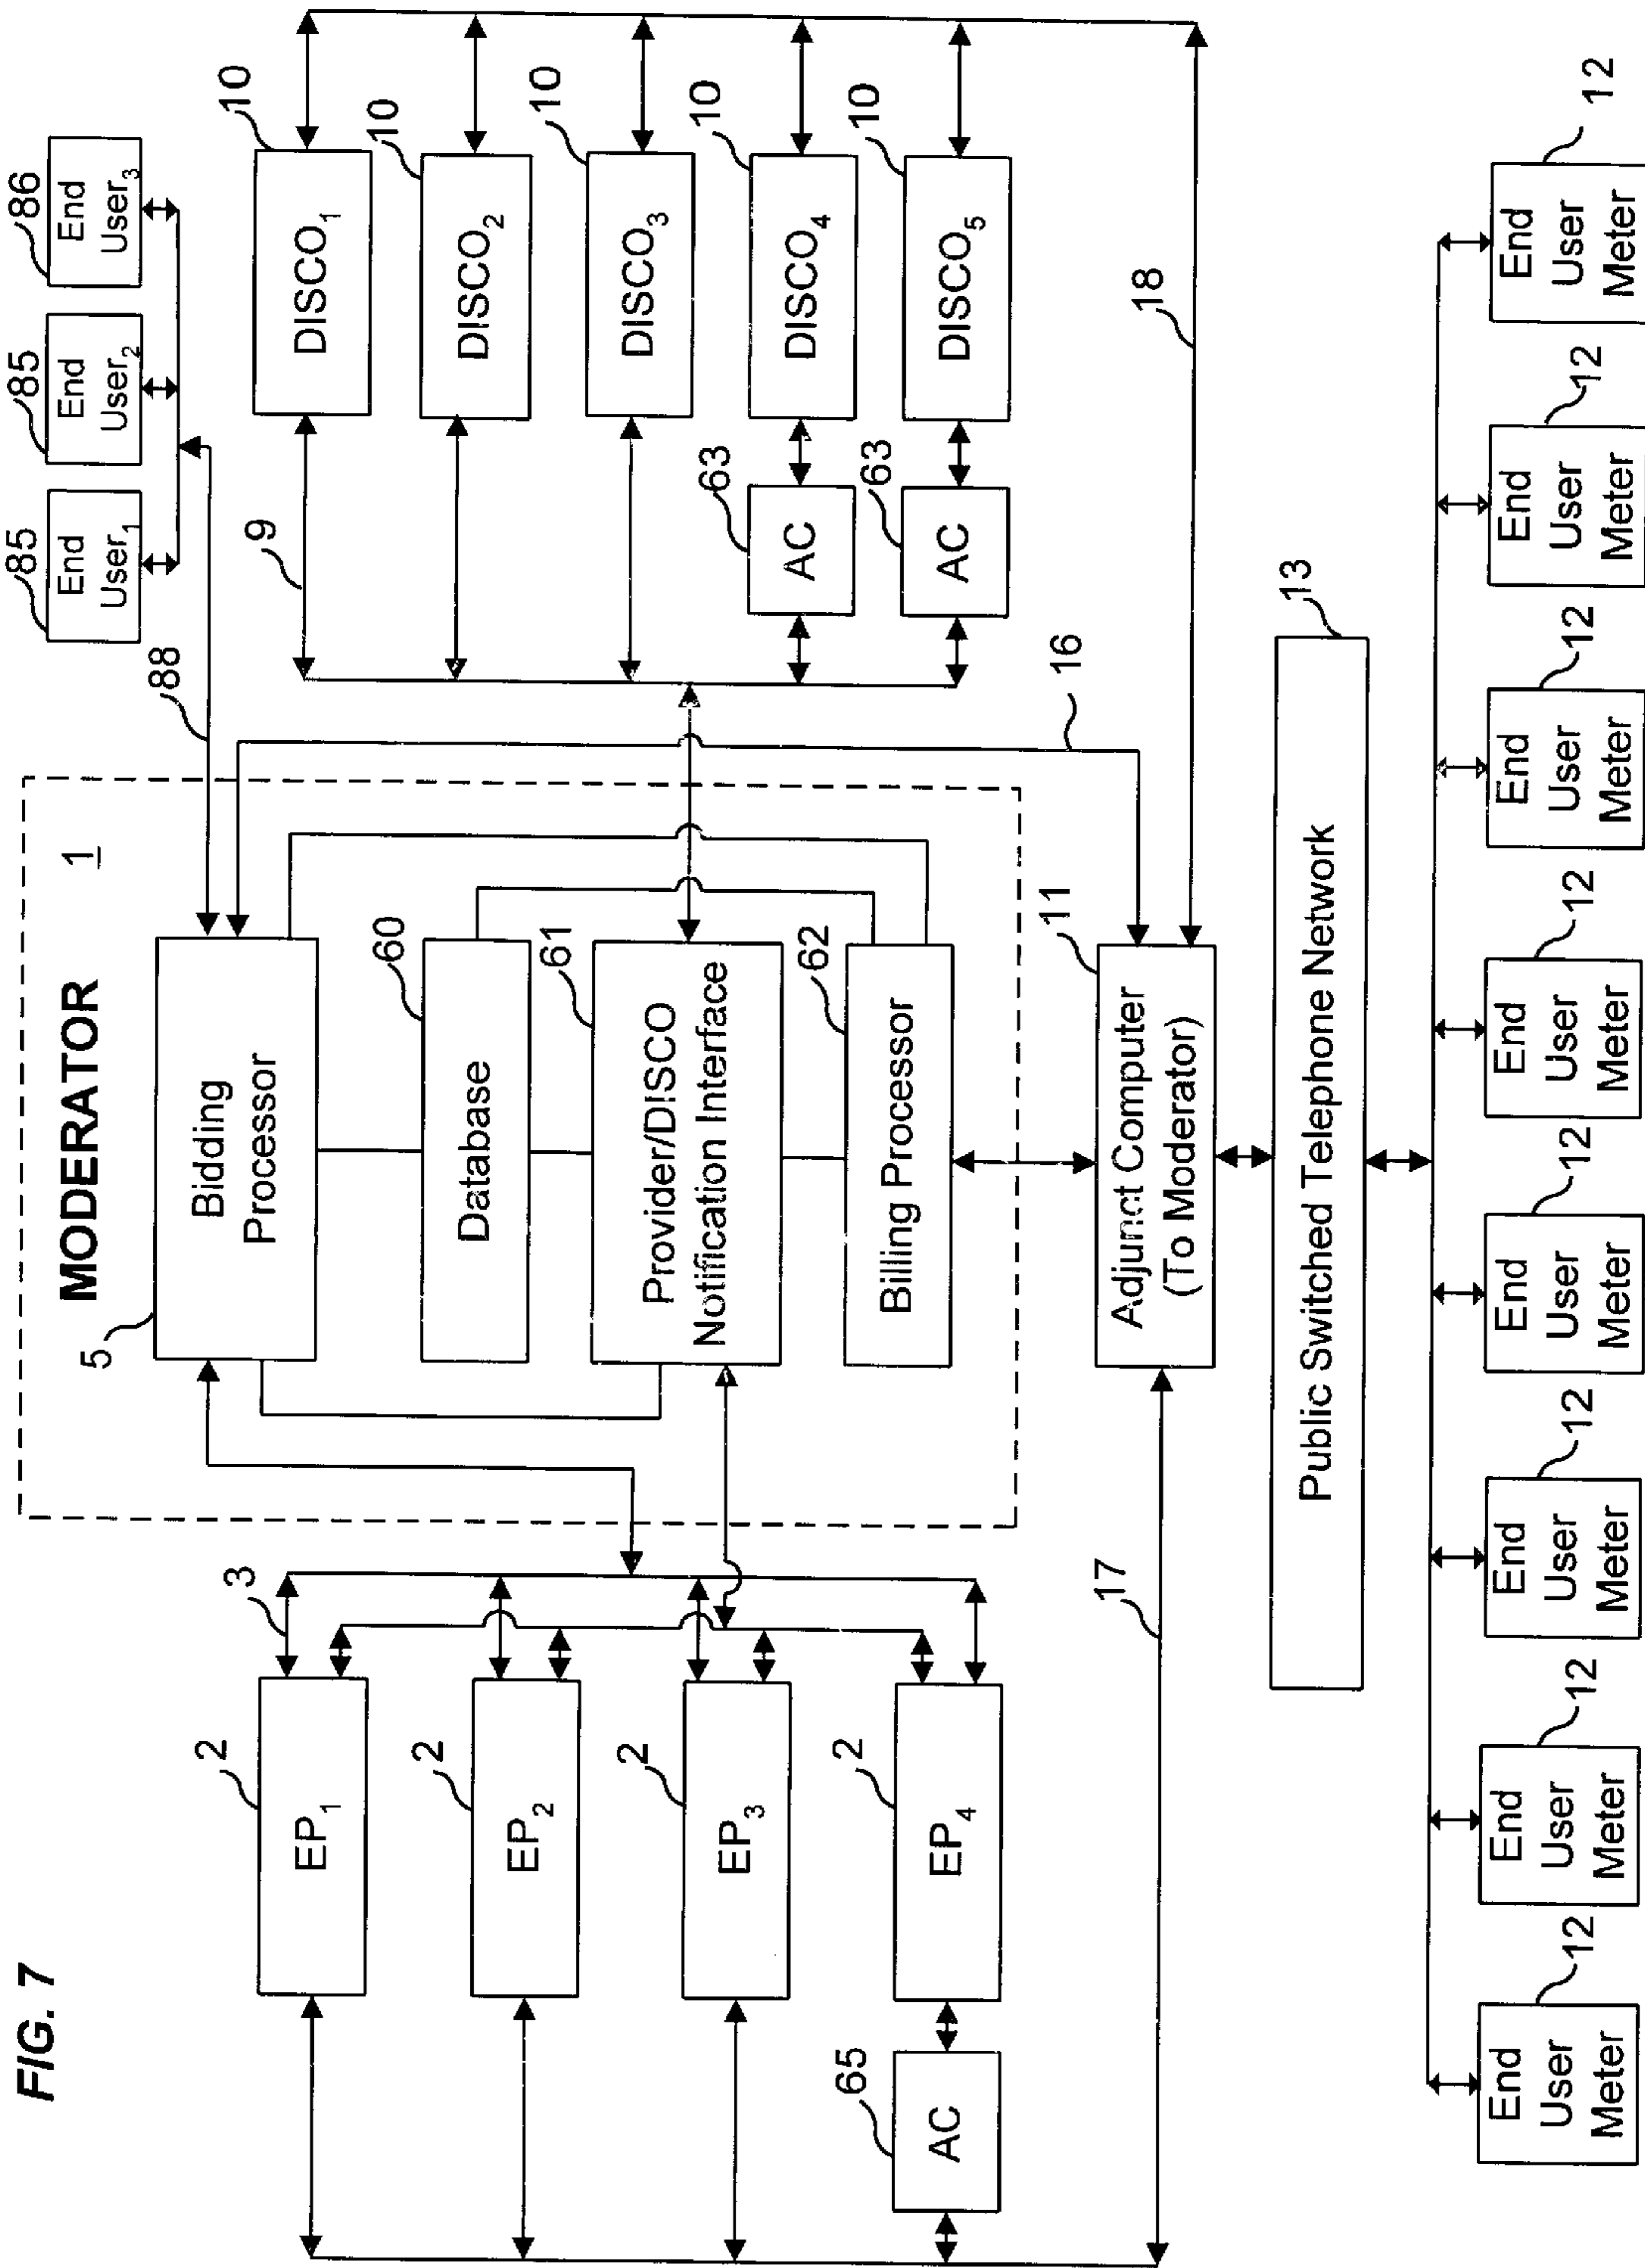 FIG. 7
MODERATOR
1
5
Bidding
Processor
60
Database
61
Provider/DISCO
Notification Interface
62
Billing Processor
3
2
EP1
2
EP2
2
EP3
2
EP4
65
AC
88
85
End
User1
85
End
User2
86
End
User3
9
10
DISCO1
10
DISCO2
10
DISCO3
10
DISCO4
63
AC
10
DISCO5
63
AC
16
17
18
11
Adjunct Computer
(To Moderator)
13
Public Switched Telephone Network
12
End
User
Meter
12
End
User
Meter
12
End
User
Meter
12
End
User
Meter
12
End
User
Meter
12
End
User
Meter
12
End
User
Meter
12
End
User
Meter